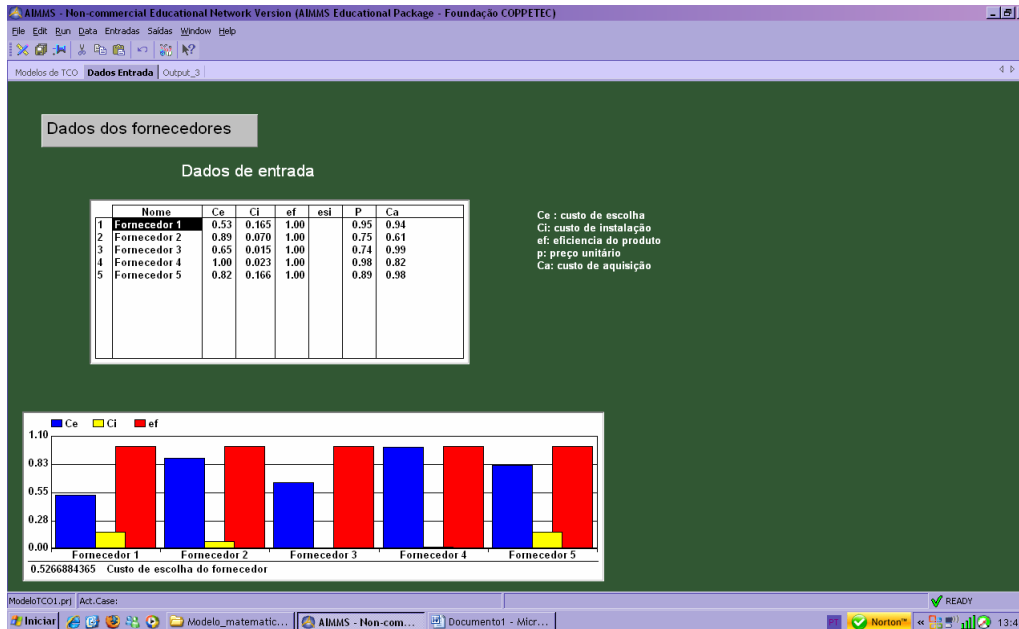 AIMMS - Non-commercial Educational Network Version (AIMMS Educational Package - Foundação COPPETEC)
File Edit Run Data Entradas Saídas Window Help
Modelos de TCO Dados Entrada Output_3
Dados dos fornecedores
Dados de entrada
Nome Ce Ci ef esi P Ca
1 Fornecedor 1 0.53 0.165 1.00 0.95 0.94
2 Fornecedor 2 0.89 0.070 1.00 0.75 0.61
3 Fornecedor 3 0.65 0.015 1.00 0.74 0.99
4 Fornecedor 4 1.00 0.023 1.00 0.98 0.82
5 Fornecedor 5 0.82 0.166 1.00 0.89 0.98
Ce : custo de escolha
Ci: custo de instalação
ef: eficiencia do produto
p: preço unitário
Ca: custo de aquisição
Ce Ci ef
1.10
0.83
0.55
0.28
0.00
Fornecedor 1 Fornecedor 2 Fornecedor 3 Fornecedor 4 Fornecedor 5
0.5266884365 Custo de escolha do fornecedor
ModeloTCO1.prj Act.Case: READY
Iniciar Modelo_matematic... AIMMS - Non-com... Documento1 - Micr... PT Norton™ « 13:4